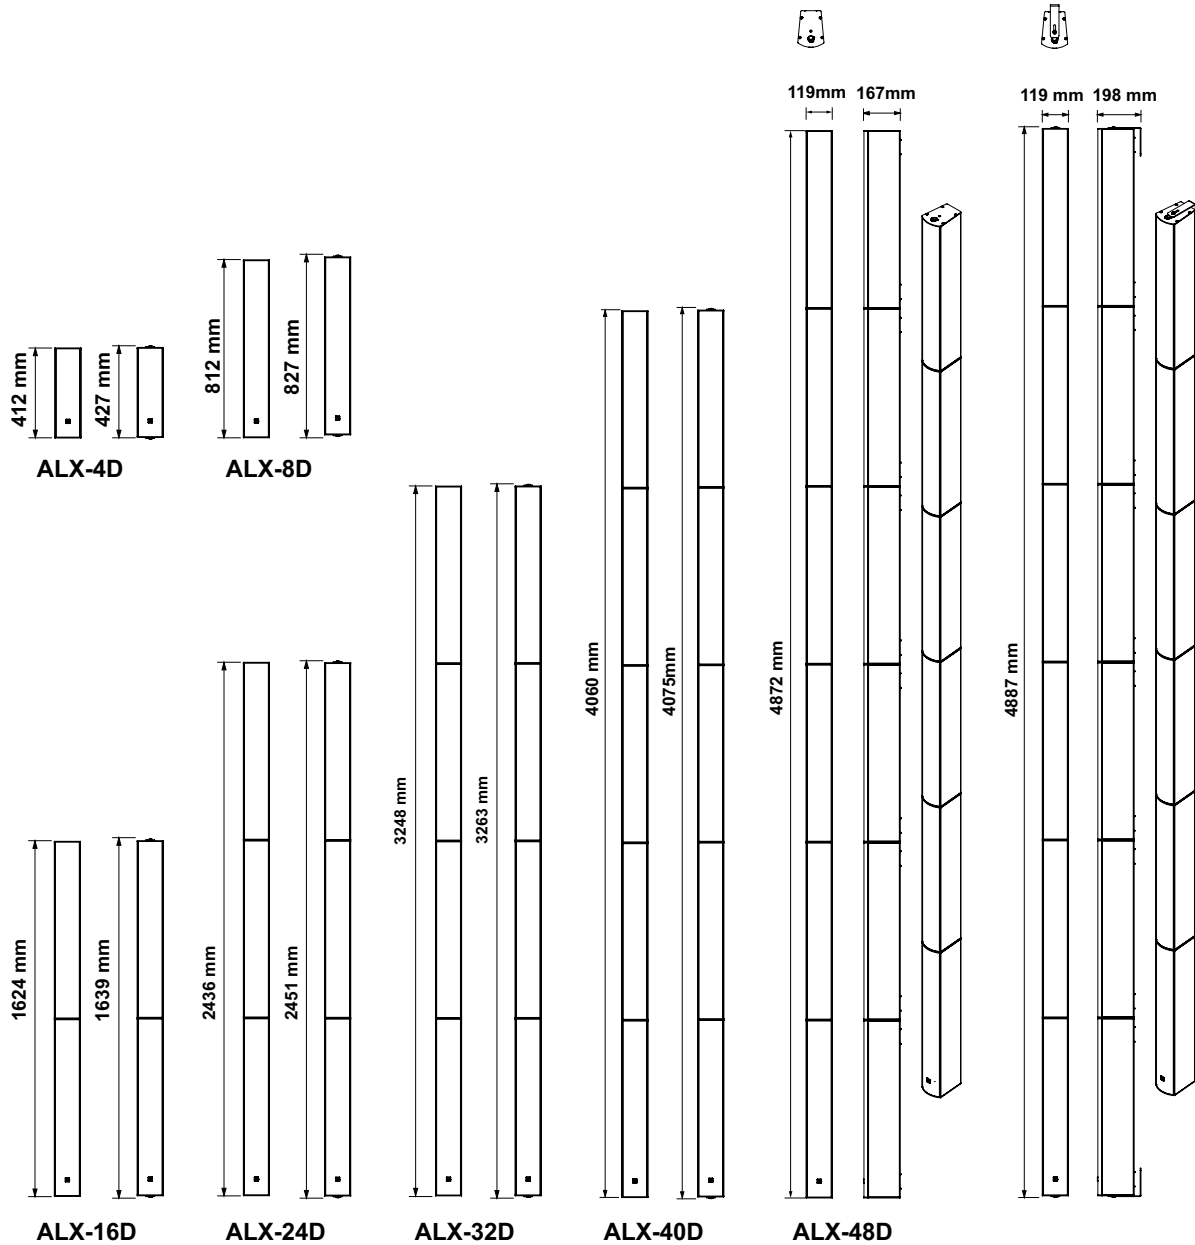 119mm 167mm 119 mm 198 mm
412 mm
427 mm
812 mm
827 mm
ALX-4D ALX-8D
1624 mm
1639 mm
2436 mm
2451 mm
3248 mm
3263 mm
4060 mm
4075mm
4872 mm
4887 mm
ALX-16D ALX-24D ALX-32D ALX-40D ALX-48D